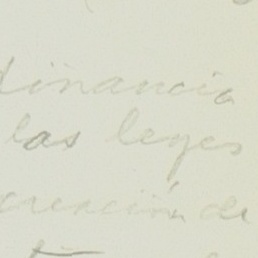 dinancia
las leyes
creación de